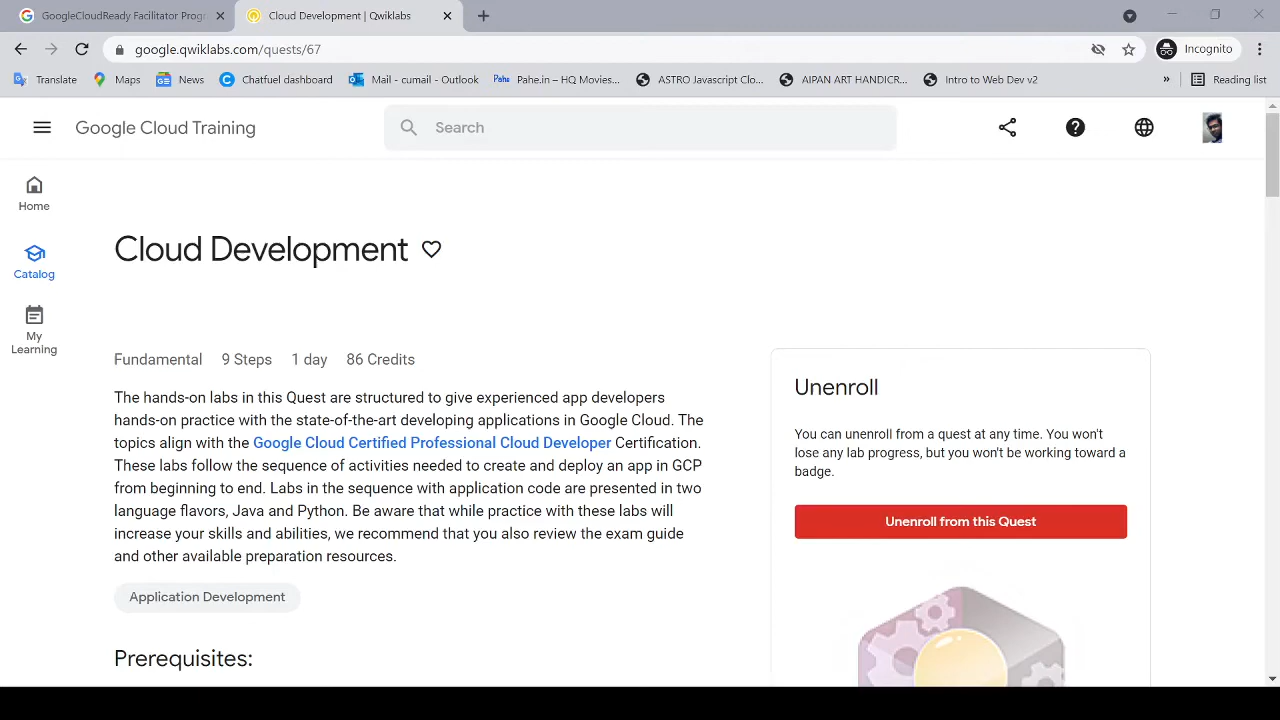 GoogleCloudReady Facilitator Progr
Cloud Development | Qwiklabs
google.qwiklabs.com/quests/67
Incognito
Translate
Maps
News
Chatfuel dashboard
Mail - cumail - Outlook
Pahe.in – HQ Movies...
ASTRO Javascript Clo...
AIPAN ART HANDICR...
Intro to Web Dev v2
»
Reading list
Google Cloud Training
Search
Home
Catalog
My
Learning
Cloud Development
Fundamental 9 Steps 1 day 86 Credits
The hands-on labs in this Quest are structured to give experienced app developers
hands-on practice with the state-of-the-art developing applications in Google Cloud. The
topics align with the Google Cloud Certified Professional Cloud Developer Certification.
These labs follow the sequence of activities needed to create and deploy an app in GCP
from beginning to end. Labs in the sequence with application code are presented in two
language flavors, Java and Python. Be aware that while practice with these labs will
increase your skills and abilities, we recommend that you also review the exam guide
and other available preparation resources.
Application Development
Prerequisites:
Unenroll
You can unenroll from a quest at any time. You won't
lose any lab progress, but you won't be working toward a
badge.
Unenroll from this Quest